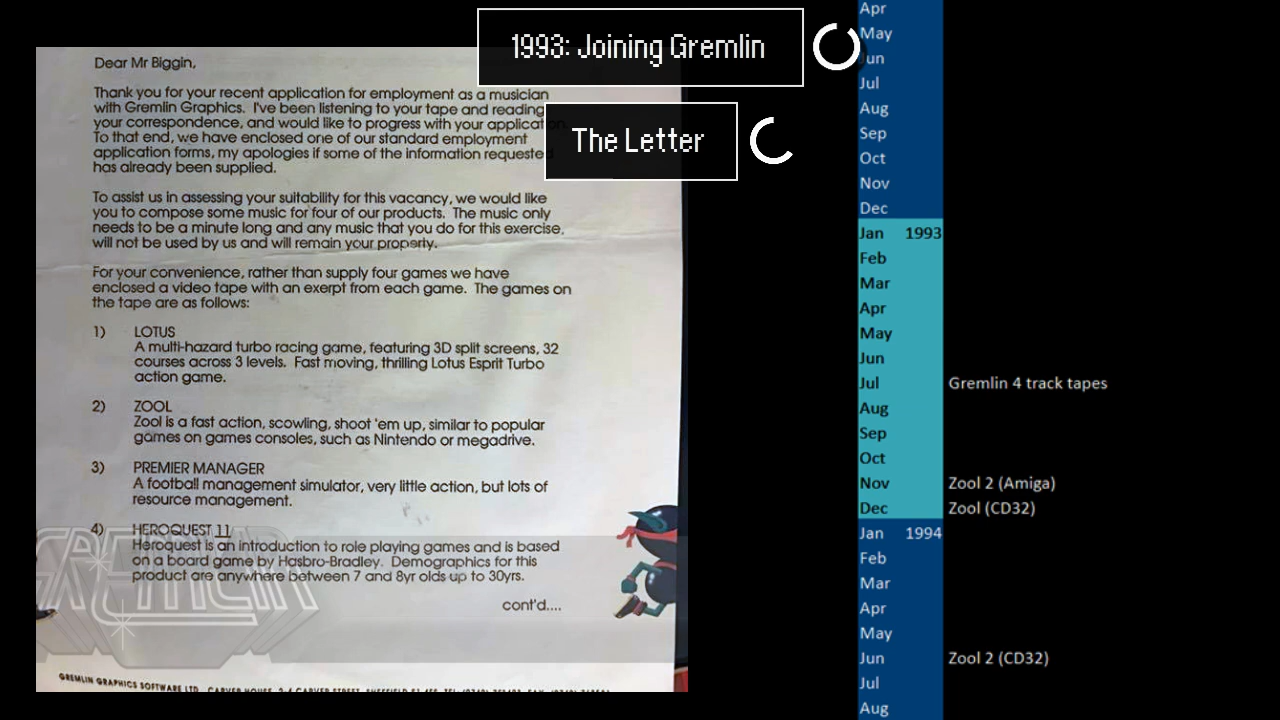 1993: Joining Gremlin
The Letter
Dear Mr Biggin,
Thank you for your recent application for employment as a musician
with Gremlin Graphics. I've been listening to your tape and reading
your correspondence, and would like to progress with your application.
To that end, we have enclosed one of our standard employment
application forms, my apologies if some of the information requested
has already been supplied.
To assist us in assessing your suitability for this vacancy, we would like
you to compose some music for four of our products. The music only
needs to be a minute long and any music that you do for this exercise,
will not be used by us and will remain your property.
For your convenience, rather than supply four games we have
enclosed a video tape with an exerpt from each game. The games on
the tape are as follows:
1) LOTUS
A multi-hazard turbo racing game, featuring 3D split screens, 32
courses across 3 levels. Fast moving, thrilling Lotus Esprit Turbo
action game.
2) ZOOL
Zool is a fast action, scowling, shoot 'em up, similar to popular
games on games consoles, such as Nintendo or megadrive.
3) PREMIER MANAGER
A football management simulator, very little action, but lots of
resource management.
4) HEROQUEST 11
Heroquest is an introduction to role playing games and is based
on a board game by Hasbro-Bradley. Demographics for this
product are anywhere between 7 and 8yr olds up to 30yrs.
cont'd....
GREMLIN
GREMLIN GRAPHICS SOFTWARE LTD, CARVER HOUSE, 2-4 CARVER STREET, SHEFFIELD
Apr
May
Jun
Jul
Aug
Sep
Oct
Nov
Dec
Jan 1993
Feb
Mar
Apr
May
Jun
Jul Gremlin 4 track tapes
Aug
Sep
Oct
Nov Zool 2 (Amiga)
Dec Zool (CD32)
Jan 1994
Feb
Mar
Apr
May
Jun Zool 2 (CD32)
Jul
Aug